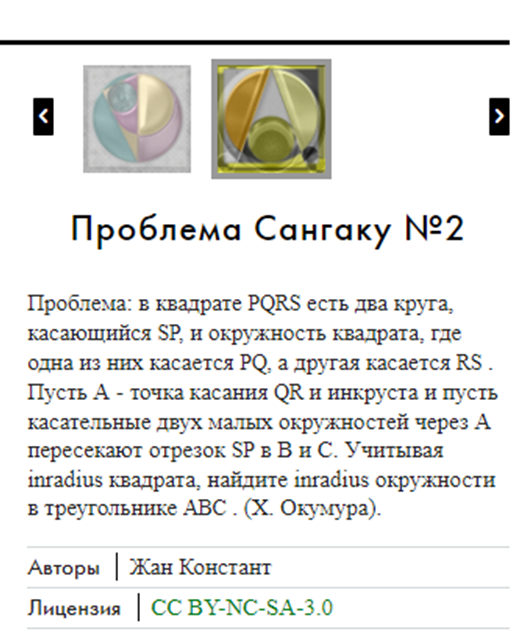 Проблема Сангаку №2
Проблема: в квадрате PQRS есть два круга,
касающийся SP, и окружность квадрата, где
одна из них касается PQ, а другая касается RS .
Пусть A - точка касания QR и инкруста и пусть
касательные двух малых окружностей через A
пересекают отрезок SP в B и C. Учитывая
inradius квадрата, найдите inradius окружности
в треугольнике ABC . (Х. Окумура).
Авторы | Жан Констант
Лицензия | CC BY-NC-SA-3.0